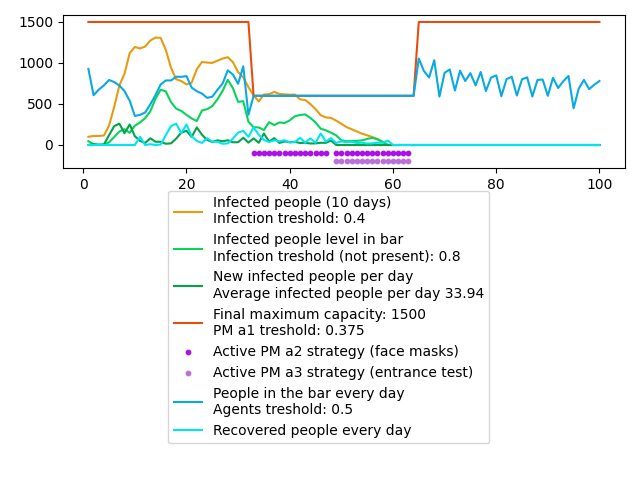 1500
1000
500
0
0 20 40 60 80 100
Infected people (10 days)
Infection treshold: 0.4
Infected people level in bar
Infection treshold (not present): 0.8
New infected people per day
Average infected people per day 33.94
Final maximum capacity: 1500
PM a1 treshold: 0.375
Active PM a2 strategy (face masks)
Active PM a3 strategy (entrance test)
People in the bar every day
Agents treshold: 0.5
Recovered people every day